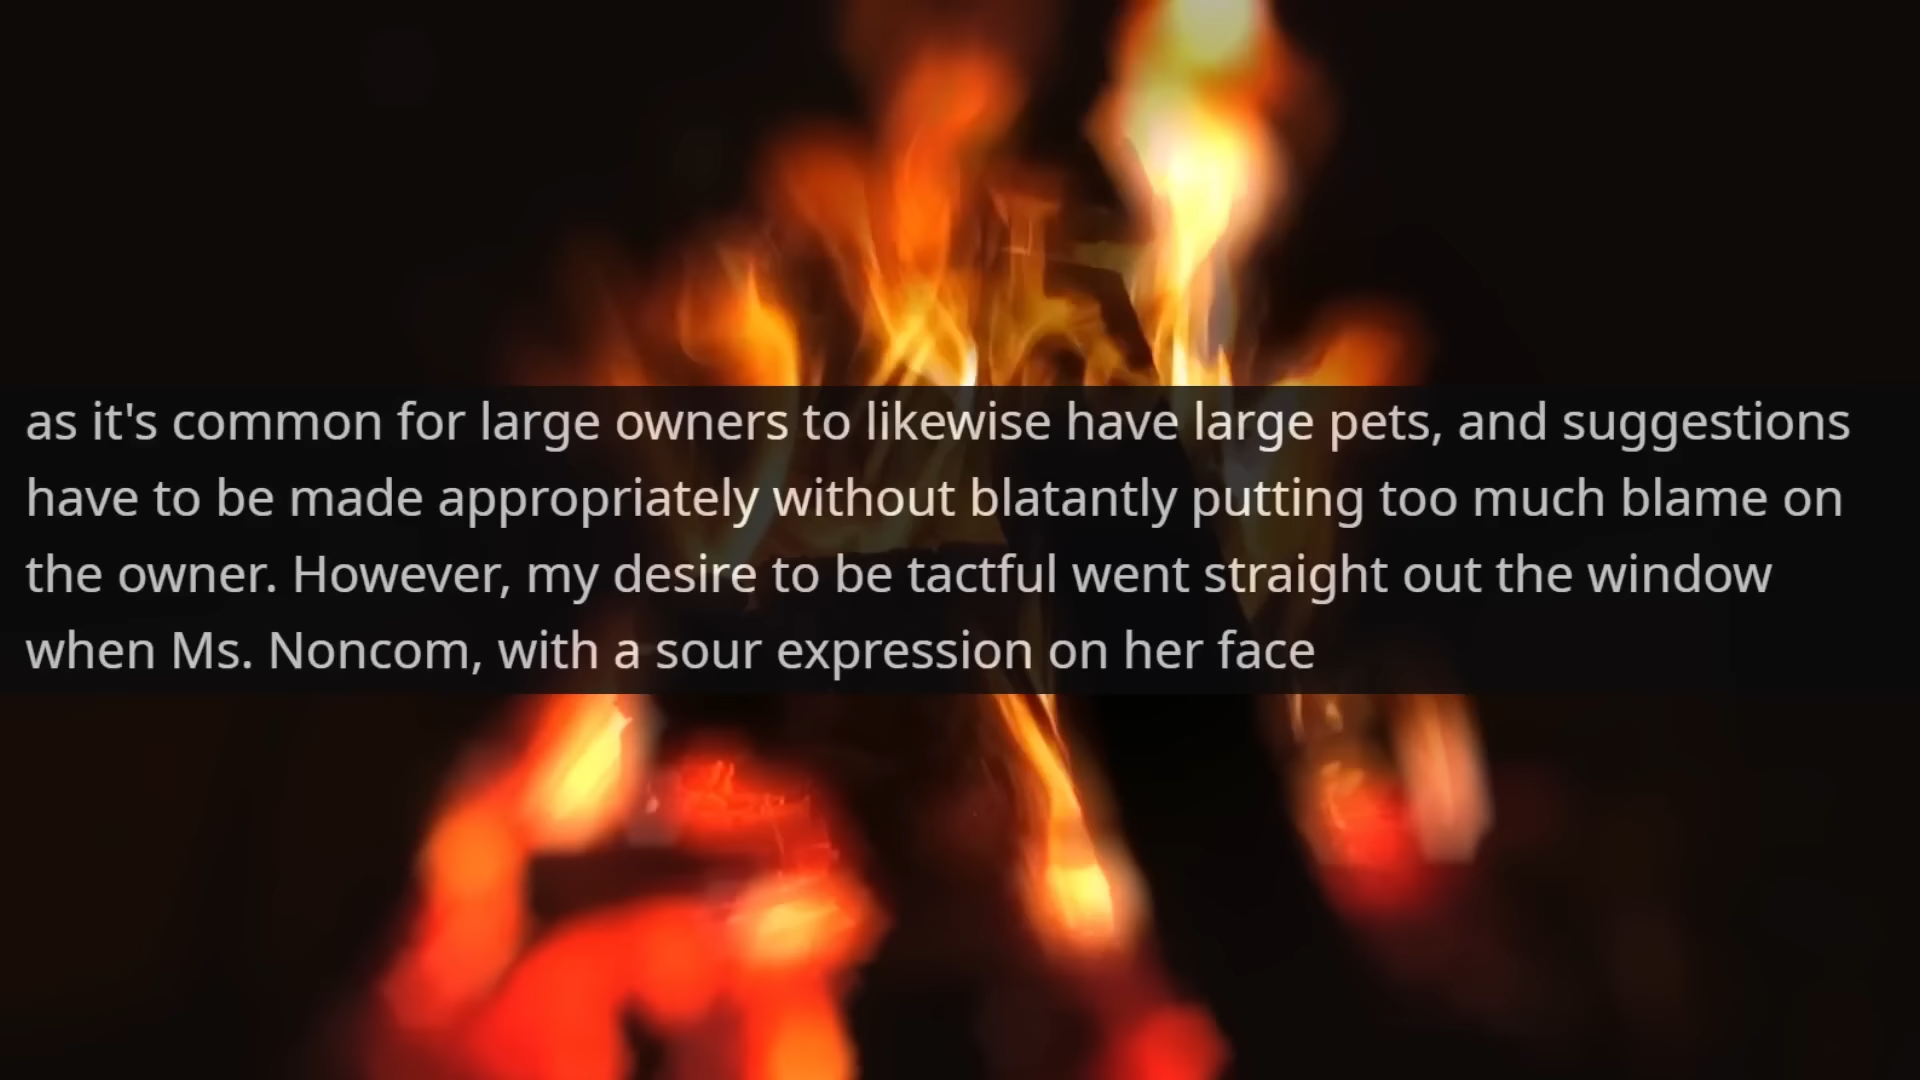 as it's common for large owners to likewise have large pets, and suggestions
have to be made appropriately without blatantly putting too much blame on
the owner. However, my desire to be tactful went straight out the window
when Ms. Noncom, with a sour expression on her face